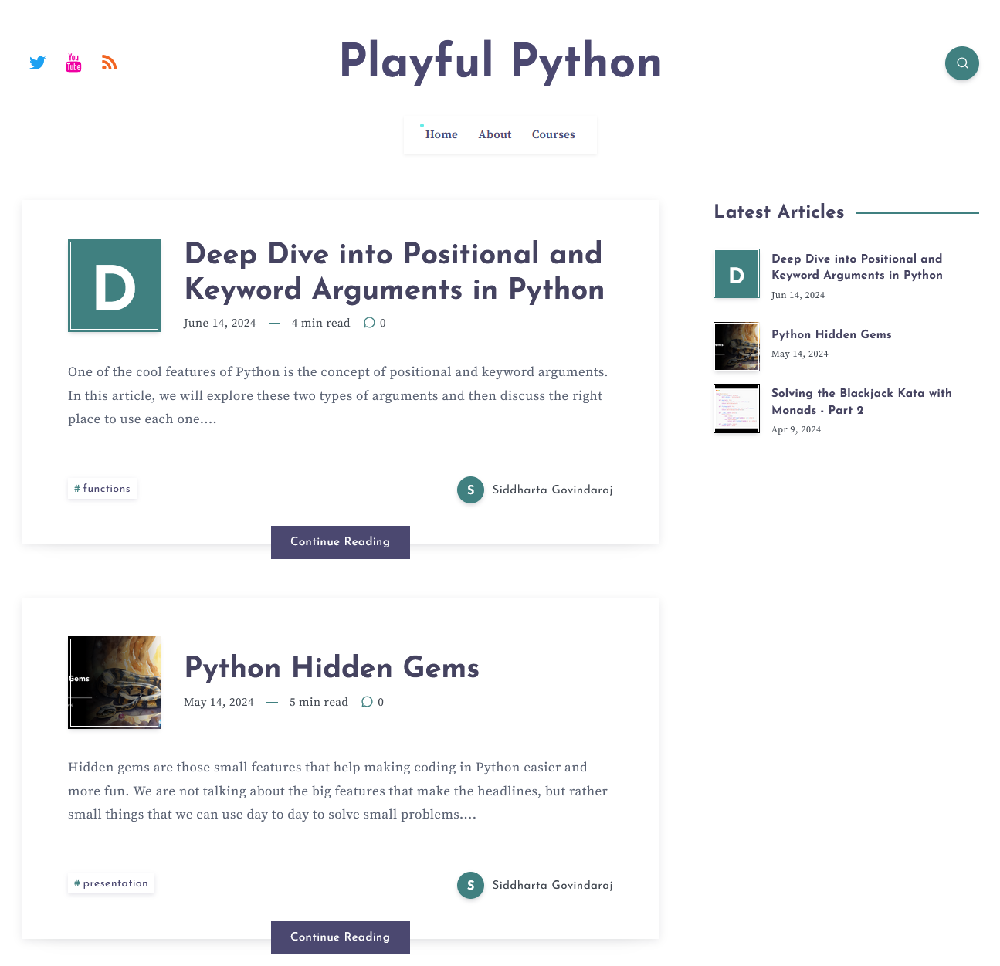 You
Tube
Playful Python
Home About Courses
D
Deep Dive into Positional and
Keyword Arguments in Python
June 14, 2024 — 4 min read 0
One of the cool features of Python is the concept of positional and keyword arguments.
In this article, we will explore these two types of arguments and then discuss the right
place to use each one....
# functions
S Siddharta Govindaraj
Continue Reading
Gems
Python Hidden Gems
May 14, 2024 — 5 min read 0
Hidden gems are those small features that help making coding in Python easier and
more fun. We are not talking about the big features that make the headlines, but rather
small things that we can use day to day to solve small problems....
# presentation
S Siddharta Govindaraj
Continue Reading
Latest Articles
D
Deep Dive into Positional and
Keyword Arguments in Python
Jun 14, 2024
Python Hidden Gems
May 14, 2024
Solving the Blackjack Kata with
Monads - Part 2
Apr 9, 2024